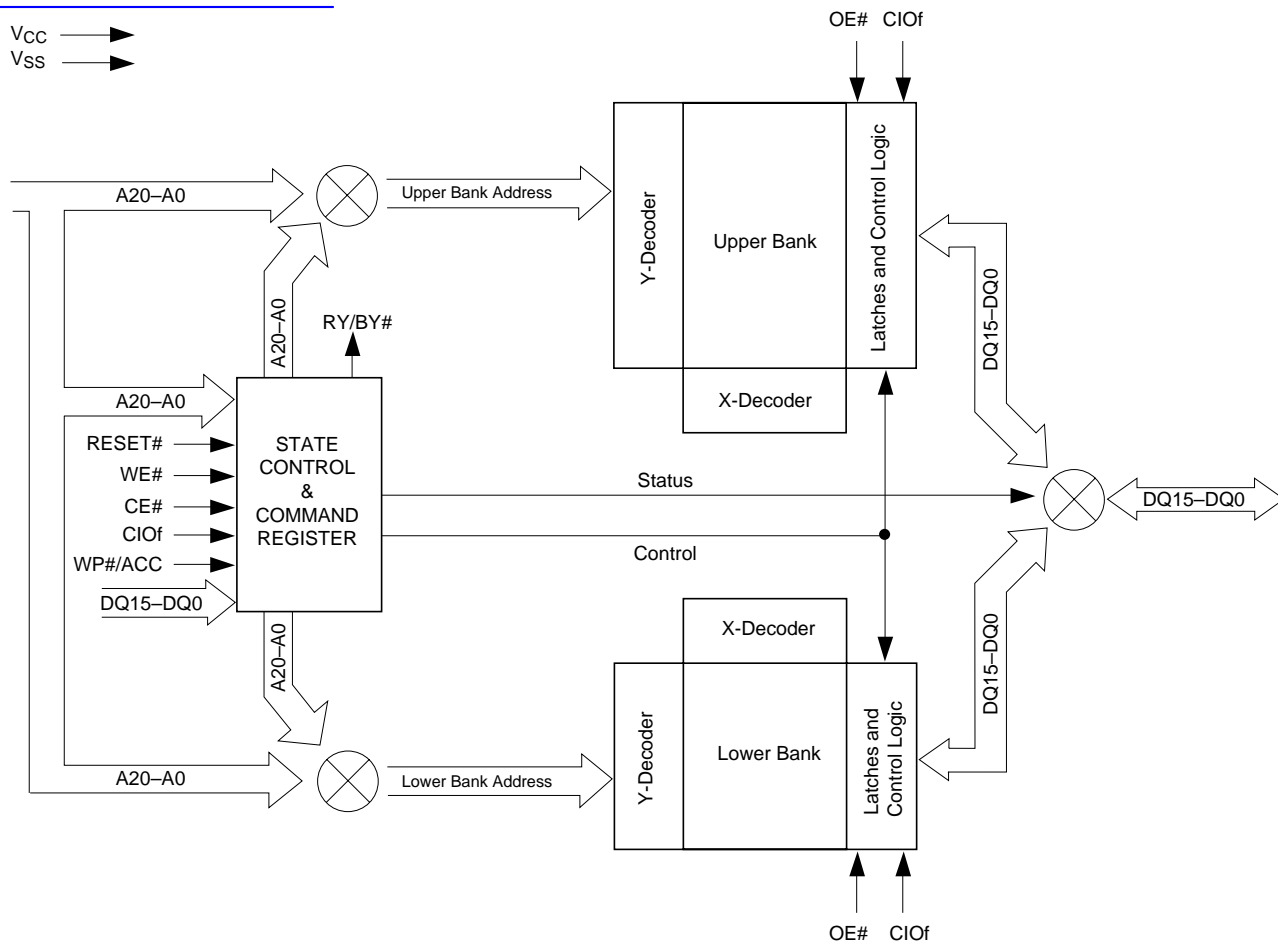 OE# CIOf
VCC
VSS
A20–A0
Upper Bank Address
Y-Decoder
Upper Bank
Latches and Control Logic
X-Decoder
DQ15–DQ0
A20–A0
RY/BY#
A20–A0
RESET#
WE#
CE#
CIOf
WP#/ACC
DQ15–DQ0
STATE
CONTROL
&
COMMAND
REGISTER
Status
Control
DQ15–DQ0
A20–A0
X-Decoder
Y-Decoder
Lower Bank
Latches and
Control Logic
DQ15–DQ0
A20–A0
Lower Bank Address
OE# CIOf